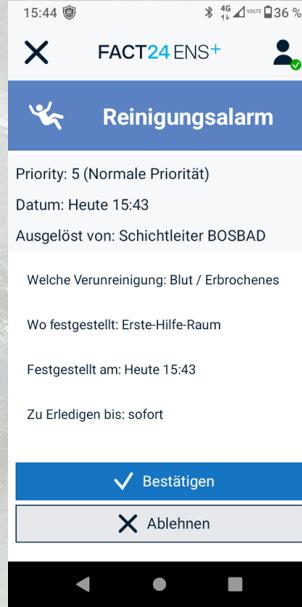 15:44 4G VOLTE 36 %
FACT24 ENS+
Reinigungsalarm
Priority: 5 (Normale Priorität)
Datum: Heute 15:43
Ausgelöst von: Schichtleiter BOSBAD
Welche Verunreinigung: Blut / Erbrochenes
Wo festgestellt: Erste-Hilfe-Raum
Festgestellt am: Heute 15:43
Zu Erledigen bis: sofort
Bestätigen
Ablehnen